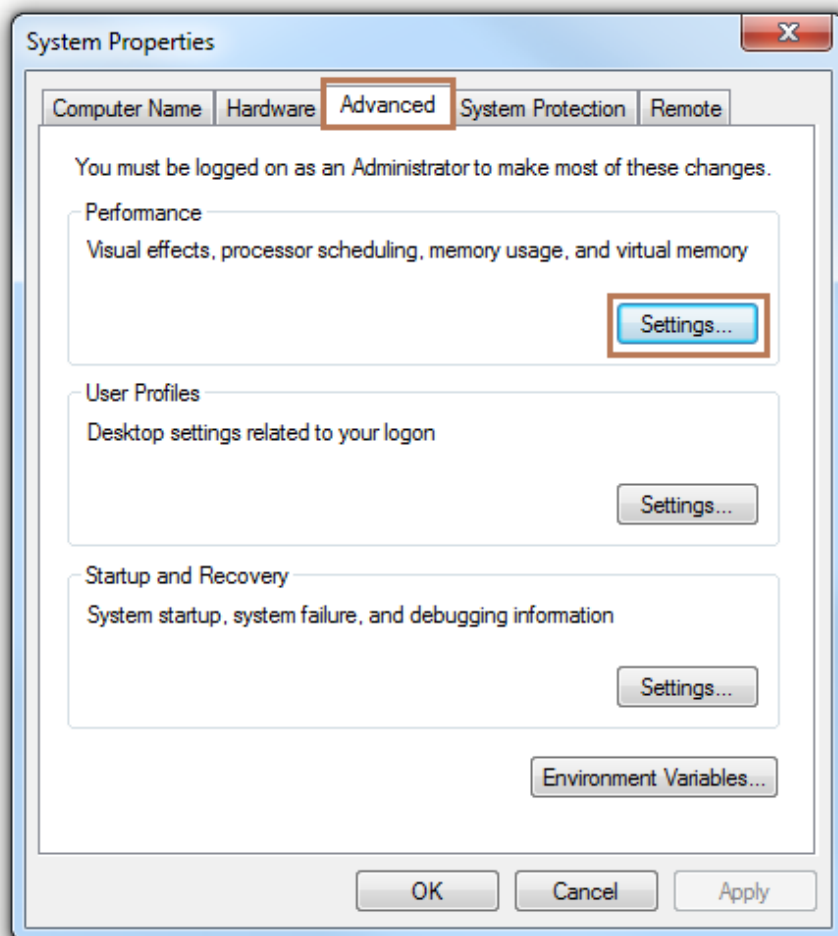 System Properties
Computer Name Hardware Advanced System Protection Remote
You must be logged on as an Administrator to make most of these changes.
Performance
Visual effects, processor scheduling, memory usage, and virtual memory
Settings...
User Profiles
Desktop settings related to your logon
Settings...
Startup and Recovery
System startup, system failure, and debugging information
Settings...
Environment Variables...
OK Cancel Apply